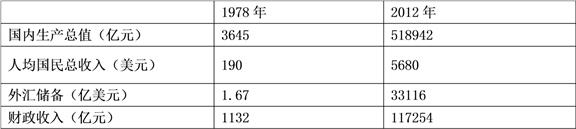 1978 年 2012 年
国内生产总值（亿元） 3645 518942
人均国民总收入（美元） 190 5680
外汇储备（亿美元） 1.67 33116
财政收入（亿元） 1132 117254